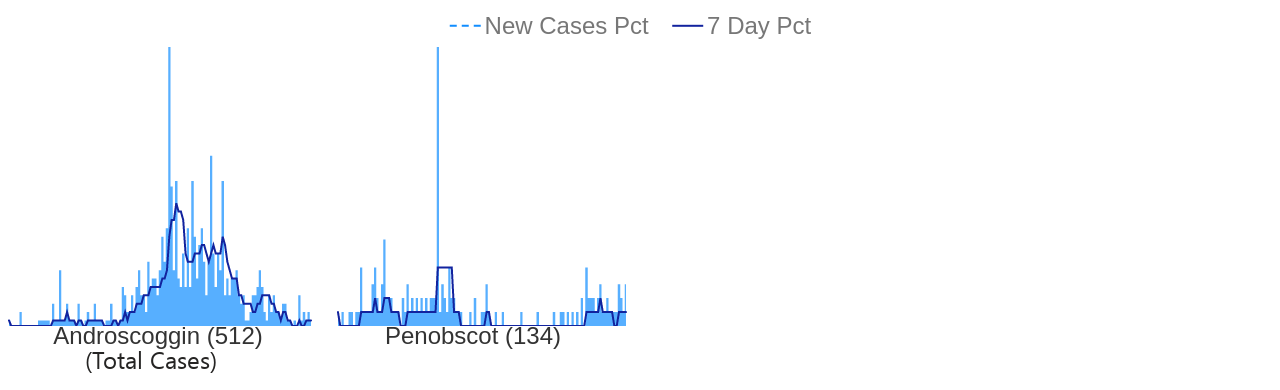 New Cases Pct 7 Day Pct
Androscoggin (512) Penobscot (134)
(Total Cases)